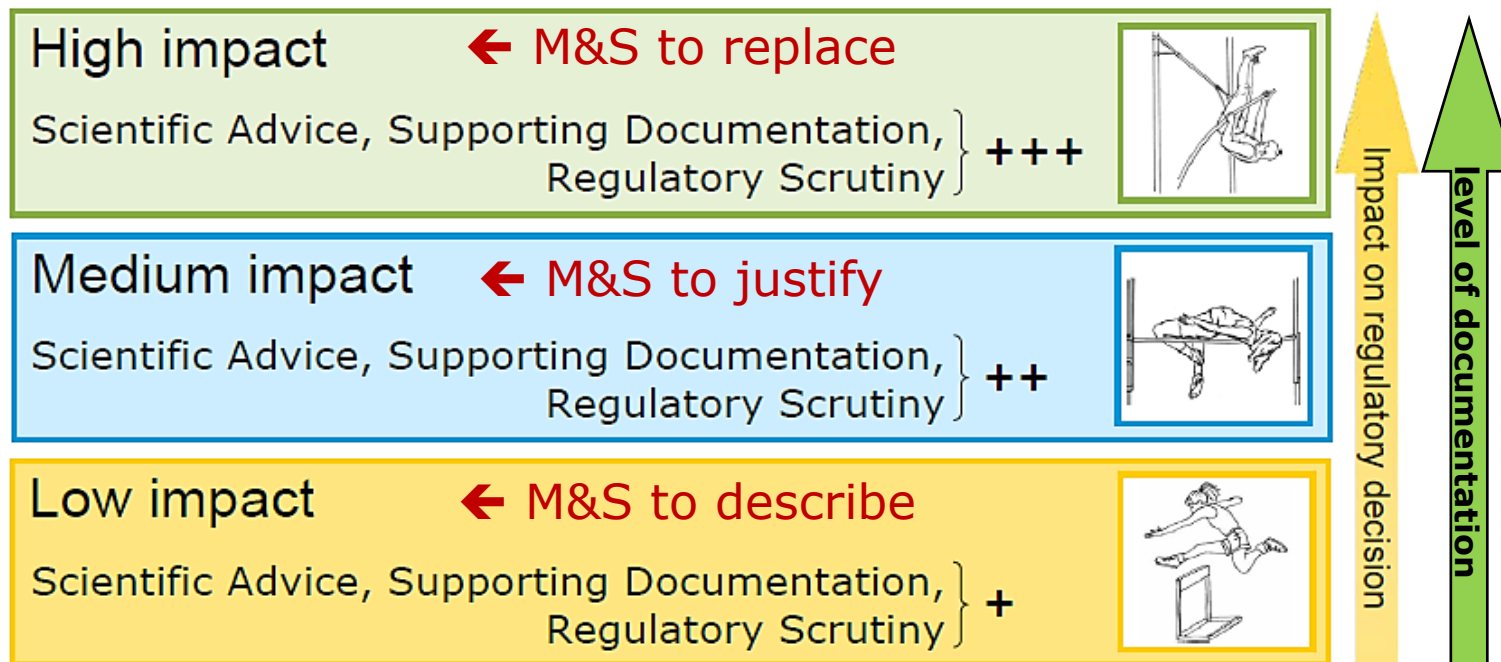 High impact
← M&S to replace
Scientific Advice, Supporting Documentation,
Regulatory Scrutiny
+++
Medium impact
← M&S to justify
Scientific Advice, Supporting Documentation,
Regulatory Scrutiny
++
Low impact
← M&S to describe
Scientific Advice, Supporting Documentation,
Regulatory Scrutiny
+
Impact on regulatory decision
level of documentation